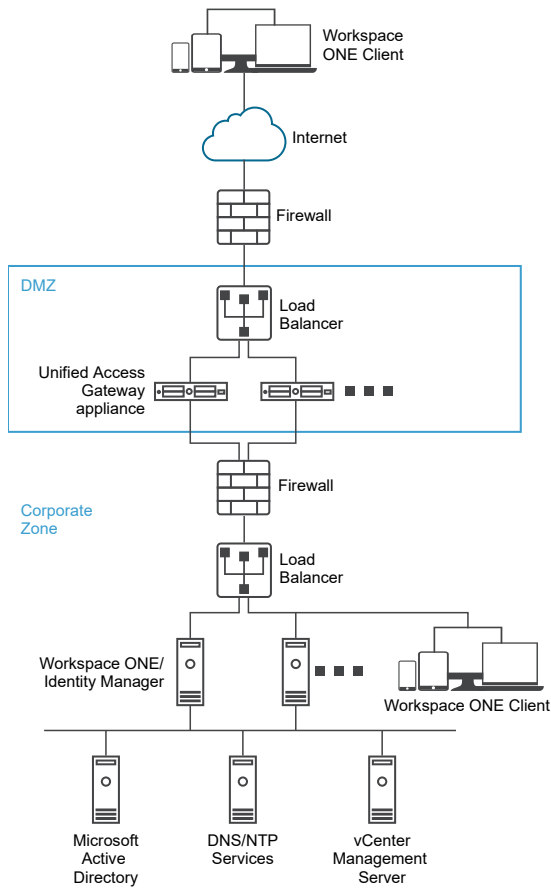 Workspace
ONE Client
Internet
Firewall
DMZ
Load
Balancer
Unified Access
Gateway
appliance
Firewall
Corporate
Zone
Load
Balancer
Workspace ONE/
Identity Manager
Workspace ONE Client
Microsoft
Active
Directory
DNS/NTP
Services
vCenter
Management
Server